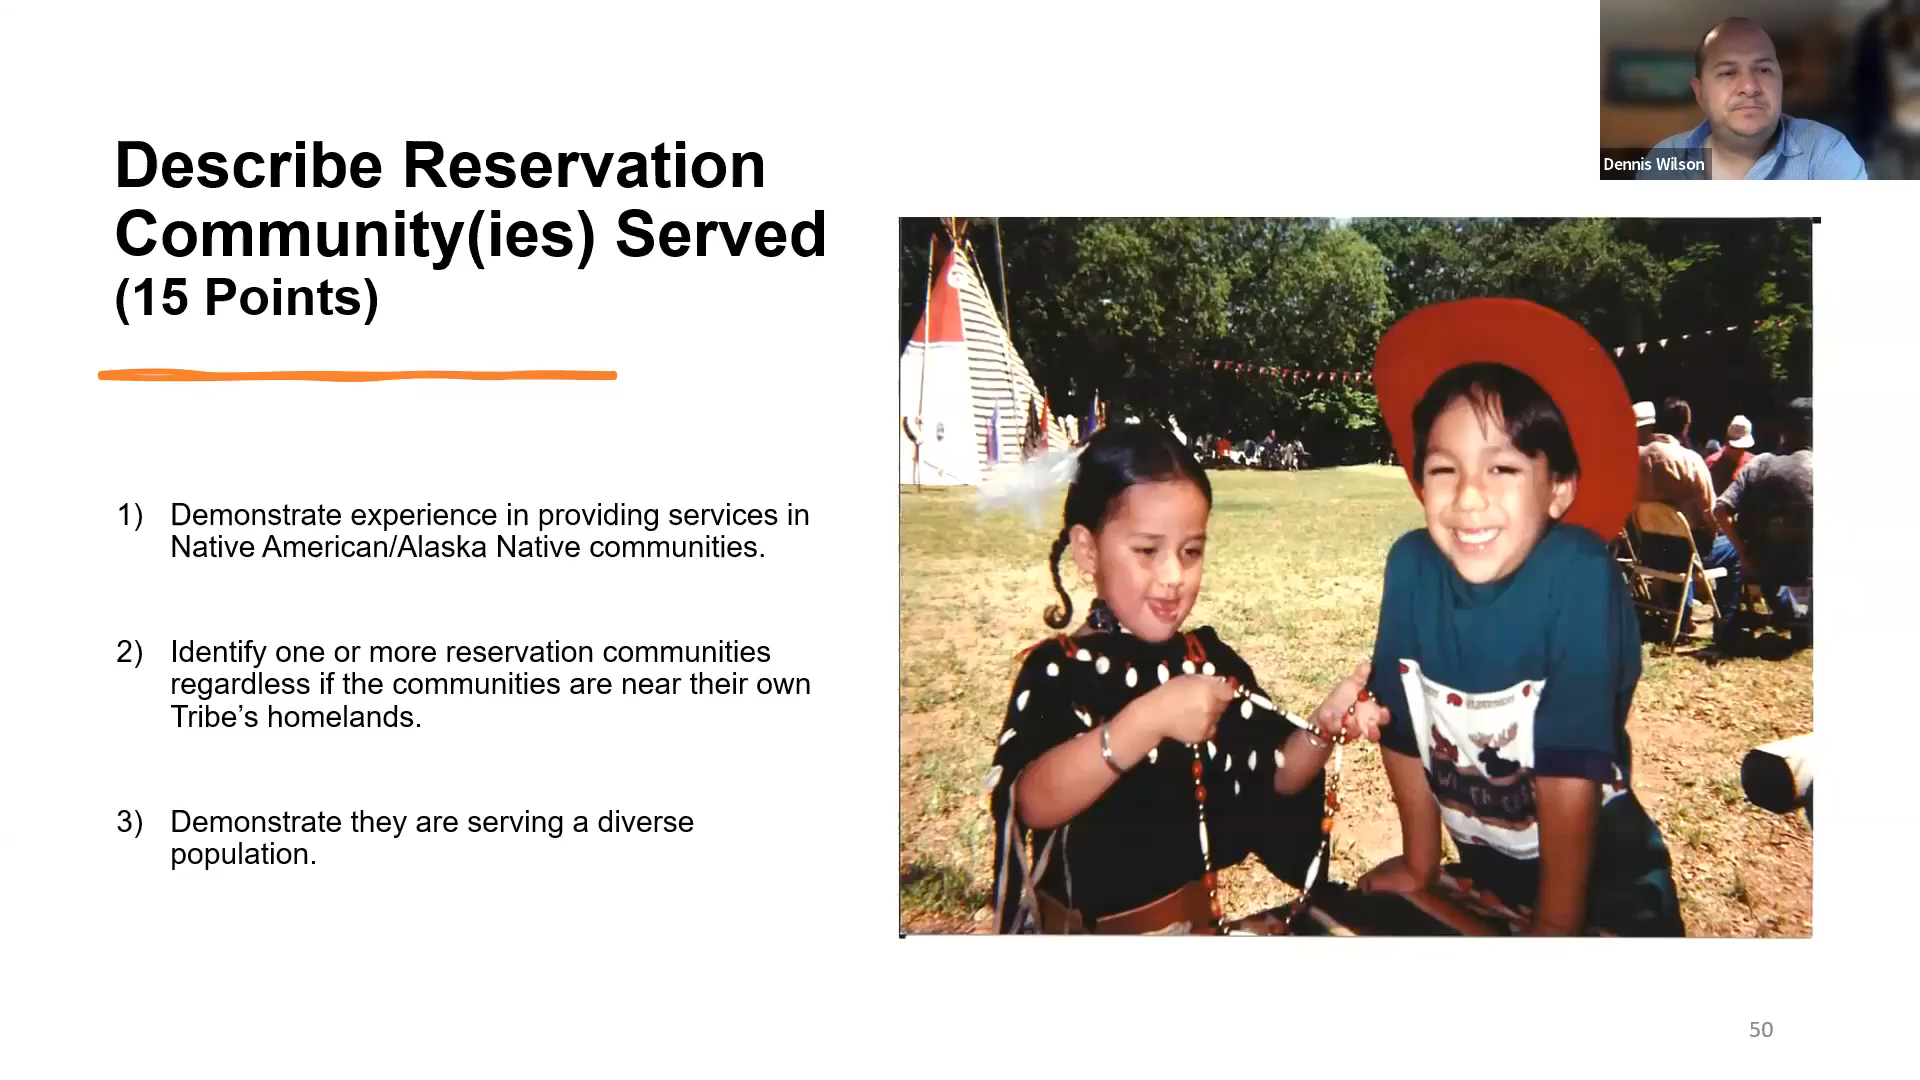 Dennis Wilson
Describe Reservation
Community(ies) Served
(15 Points)
1) Demonstrate experience in providing services in
Native American/Alaska Native communities.
2) Identify one or more reservation communities
regardless if the communities are near their own
Tribe’s homelands.
3) Demonstrate they are serving a diverse
population.
50